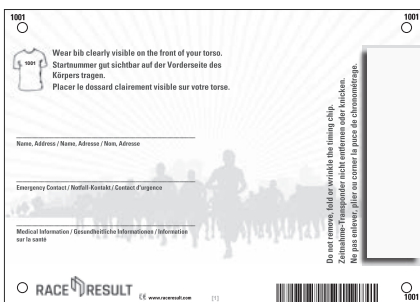 1001
1001
1001
Wear bib clearly visible on the front of your torso.
Startnummer gut sichtbar auf der Vorderseite des
Körpers tragen.
Placer le dossard clairement visible sur votre torse.
Name, Address / Name, Adresse / Nom, Adresse
Emergency Contact / Notfall-Kontakt / Contact d'urgence
Medical Information / Gesundheitliche Informationen / Information
sur la santé
Do not remove, fold or wrinkle the timing chip.
Zeitnahme-Transponder nicht entfernen oder knicken.
Ne pas enlever, plier ou corner la puce de chronométrage.
RACE RESULT
CE www.raceresult.com
[1]
1001